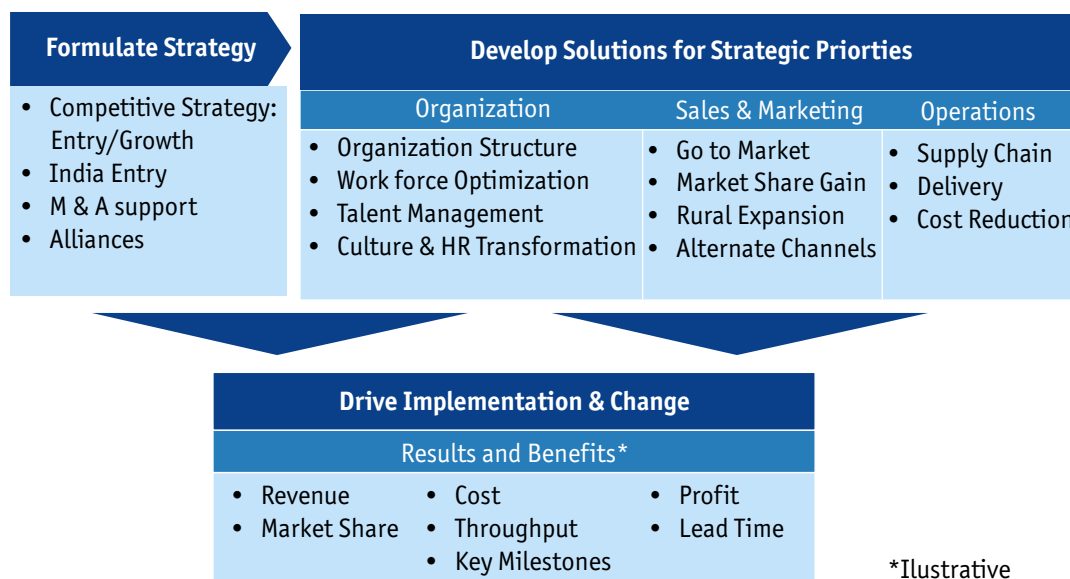 Formulate Strategy
• Competitive Strategy:
Entry/Growth
• India Entry
• M & A support
• Alliances
Develop Solutions for Strategic Priorties
Organization
• Organization Structure
• Work force Optimization
• Talent Management
• Culture & HR Transformation
Sales & Marketing
• Go to Market
• Market Share Gain
• Rural Expansion
• Alternate Channels
Operations
• Supply Chain
• Delivery
• Cost Reduction
Drive Implementation & Change
Results and Benefits*
• Revenue
• Market Share
• Cost
• Throughput
• Key Milestones
• Profit
• Lead Time
*Ilustrative